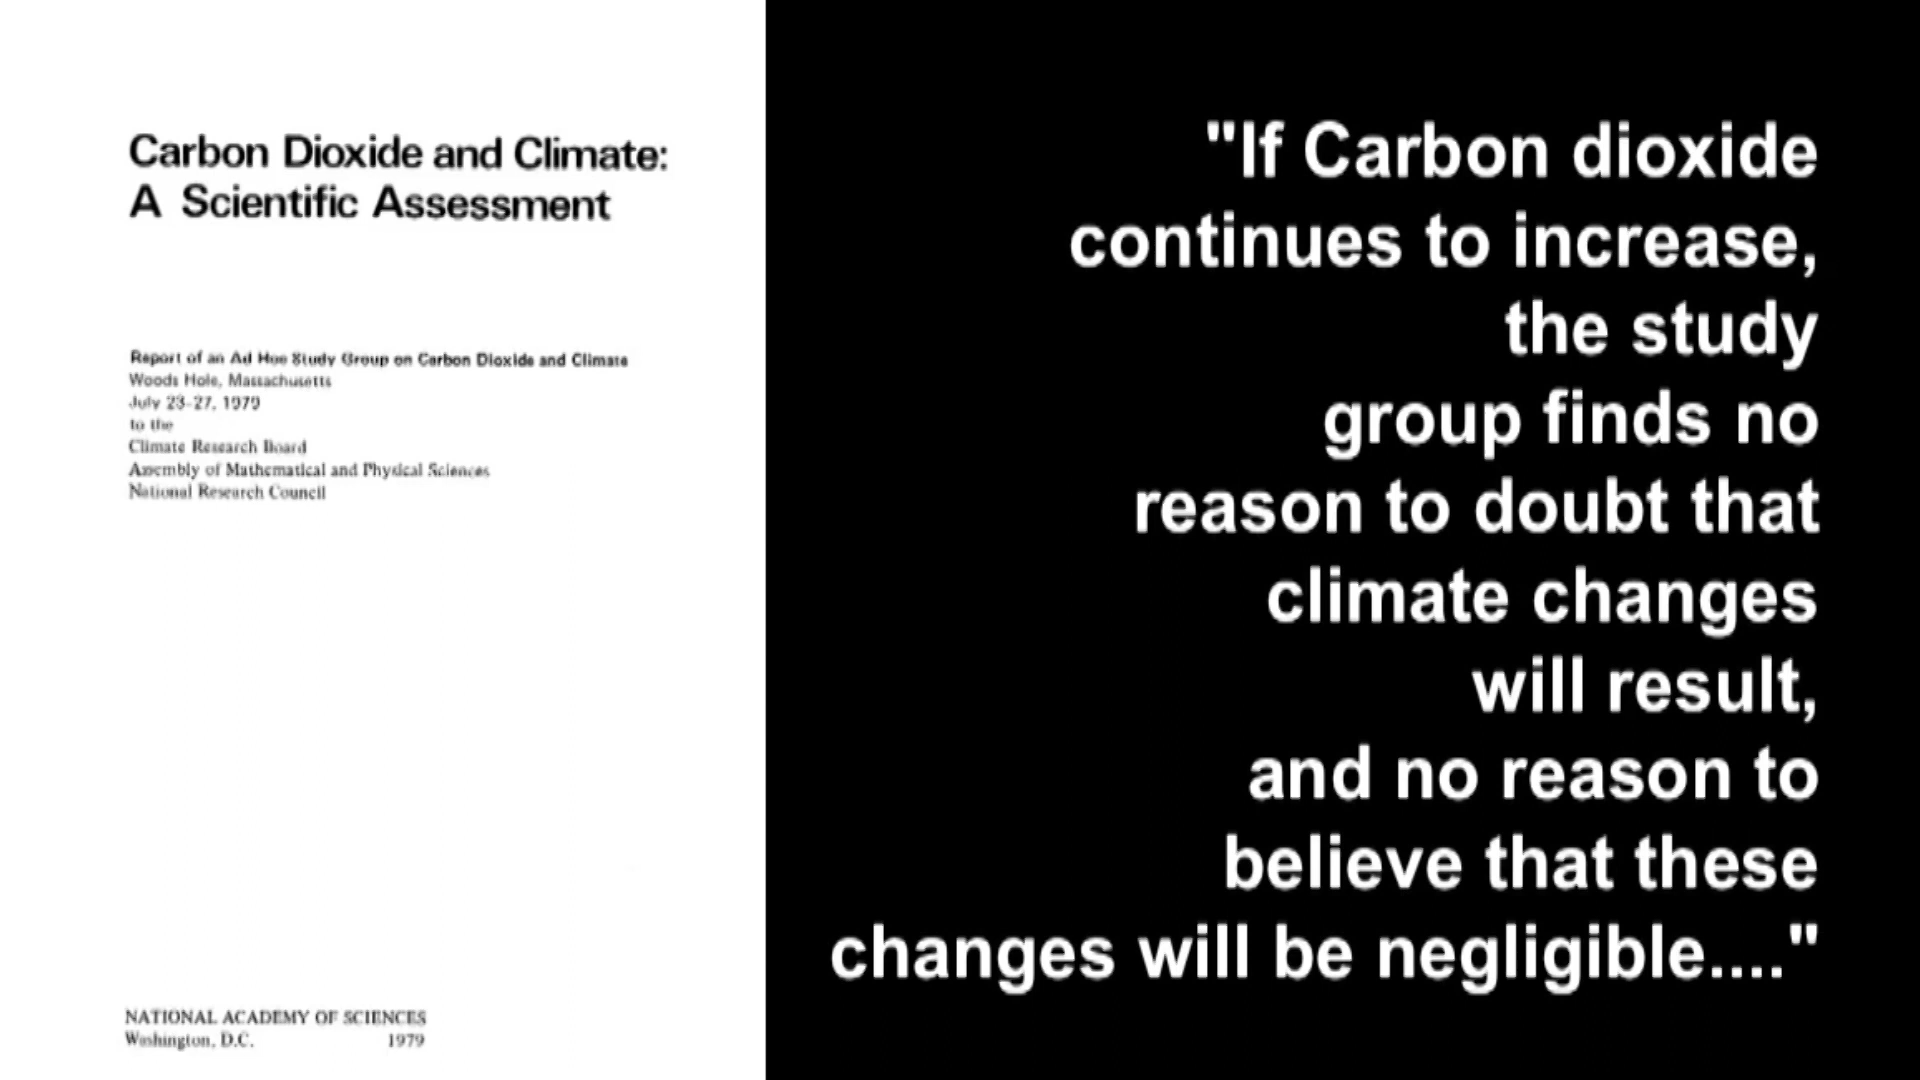 Carbon Dioxide and Climate:
A Scientific Assessment
Report of an Ad Hoc Study Group on Carbon Dioxide and Climate
Woods Hole, Massachusetts
July 23-27, 1979
to the
Climate Research Board
Assembly of Mathematical and Physical Sciences
National Research Council
NATIONAL ACADEMY OF SCIENCES
Washington, D.C. 1979
"If Carbon dioxide
continues to increase,
the study
group finds no
reason to doubt that
climate changes
will result,
and no reason to
believe that these
changes will be negligible...."